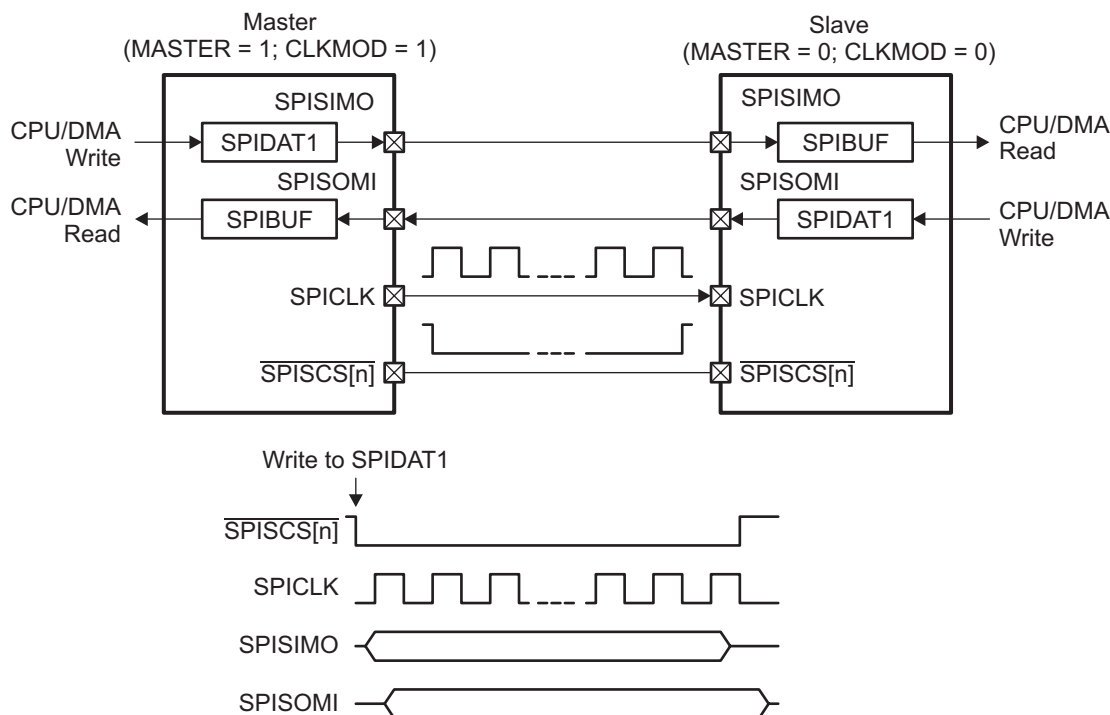 Master
(MASTER = 1; CLKMOD = 1)
Slave
(MASTER = 0; CLKMOD = 0)
SPISIMO
SPISIMO
CPU/DMA
Write
SPIDAT1
SPIBUF
CPU/DMA
Read
SPISOMI
SPISOMI
CPU/DMA
Read
SPIBUF
SPIDAT1
CPU/DMA
Write
SPICLK
SPICLK
SPISCS[n]
SPISCS[n]
Write to SPIDAT1
SPISCS[n]
SPICLK
SPISIMO
SPISOMI